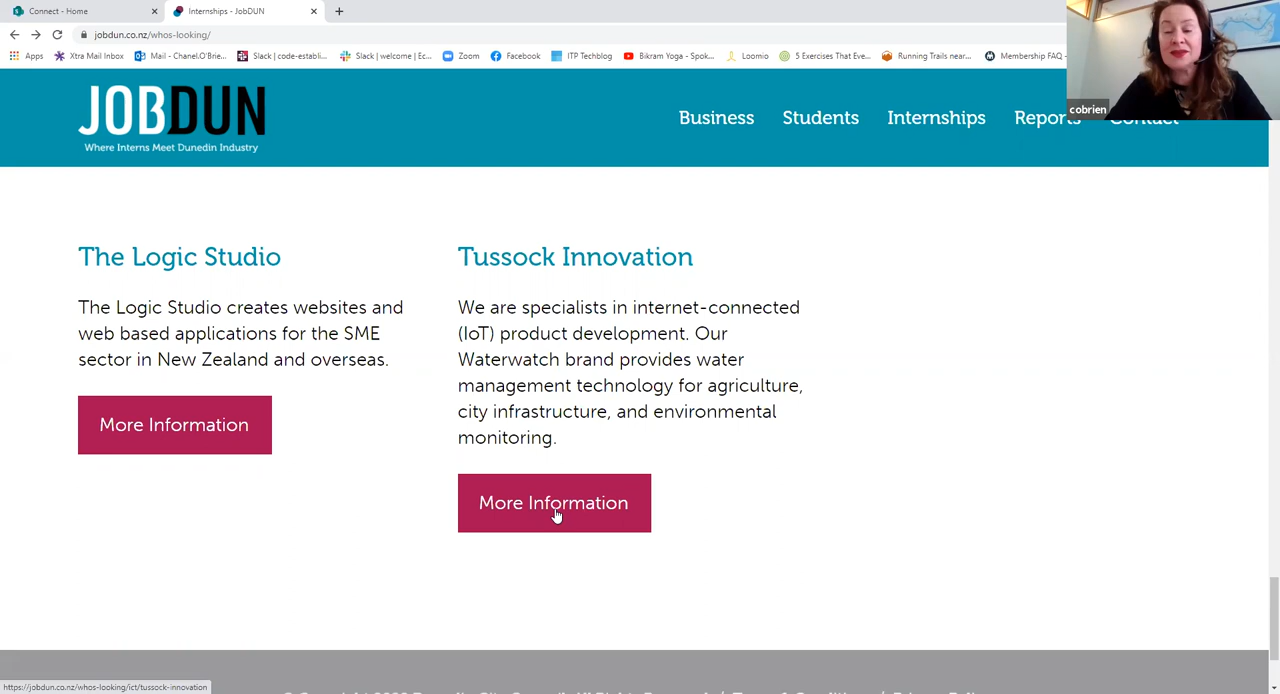 Connect - Home
Internships - JobDUN
jobdun.co.nz/whos-looking/
Apps
Xtra Mail Inbox
Mail - Chanel.O'Brie...
Slack | code-establi...
Slack | welcome | Ec...
Zoom
Facebook
ITP Techblog
Bikram Yoga - Spok...
Loomio
5 Exercises That Eve...
Running Trails near...
Membership FAQ -
cobrien
JOBDUN
Where Interns Meet Dunedin Industry
Business
Students
Internships
Reports
Contact
The Logic Studio
The Logic Studio creates websites and
web based applications for the SME
sector in New Zealand and overseas.
More Information
Tussock Innovation
We are specialists in internet-connected
(IoT) product development. Our
Waterwatch brand provides water
management technology for agriculture,
city infrastructure, and environmental
monitoring.
More Information
https://jobdun.co.nz/whos-looking/ict/tussock-innovation